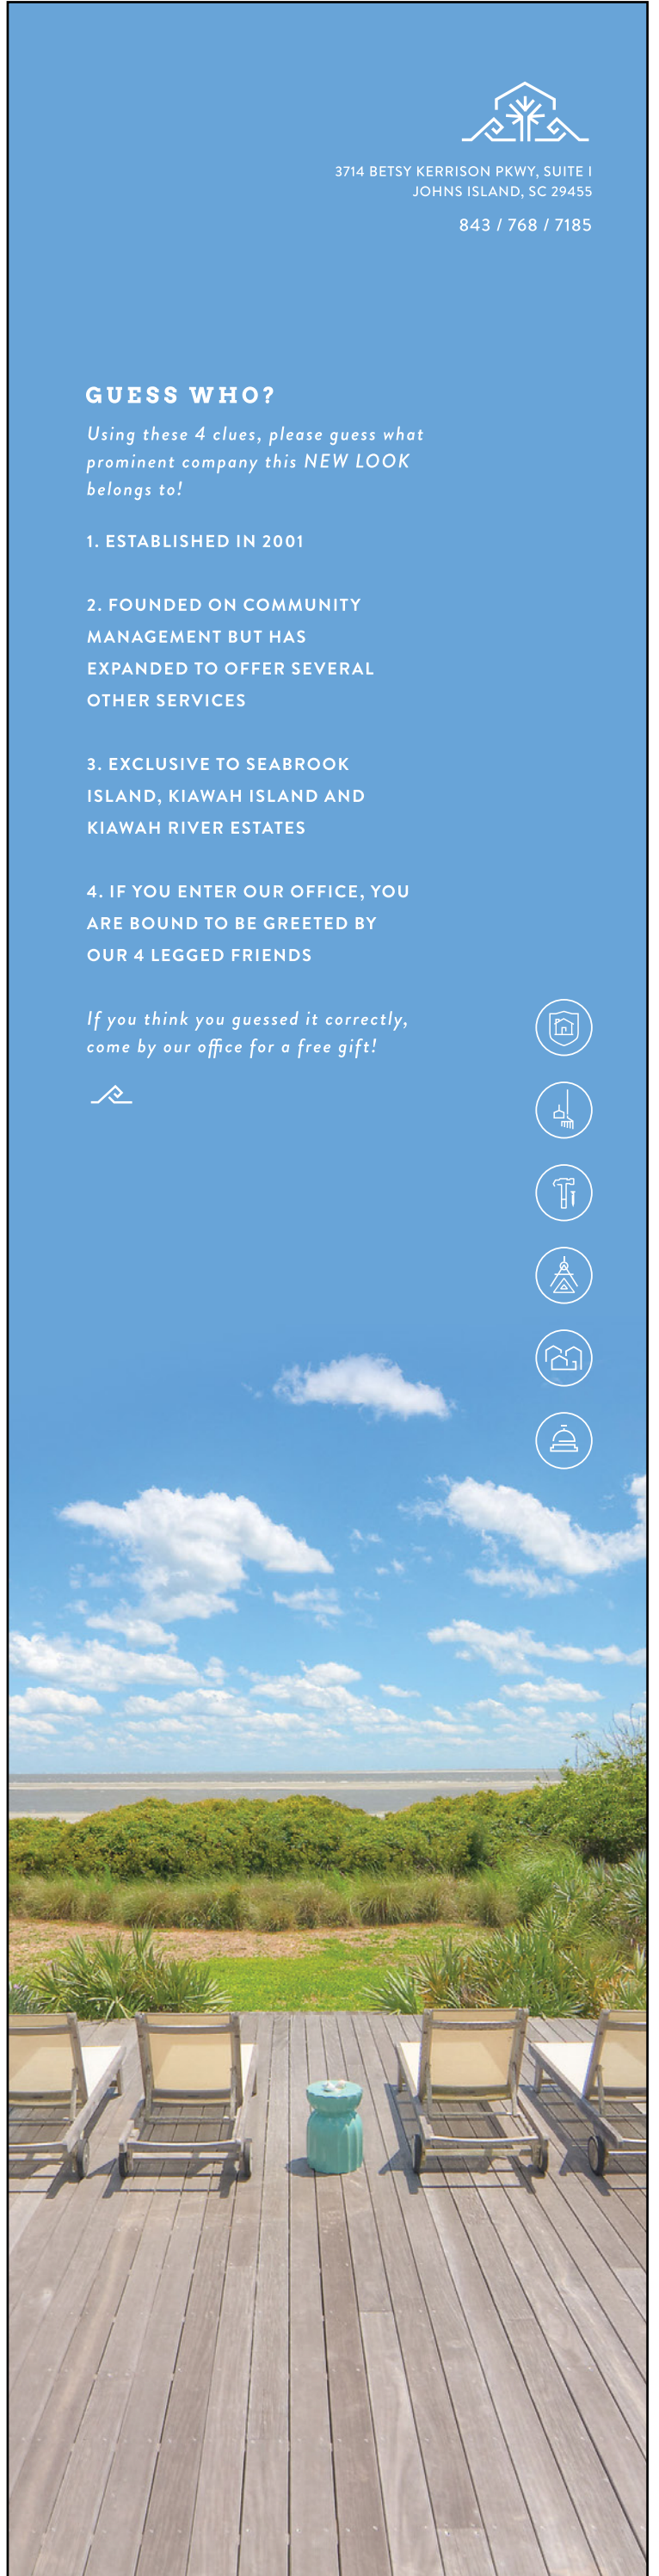 3714 BETSY KERRISON PKWY, SUITE I
JOHNS ISLAND, SC 29455
843 / 768 / 7185
GUESS WHO?
Using these 4 clues, please guess what
prominent company this NEW LOOK
belongs to!
1. ESTABLISHED IN 2001
2. FOUNDED ON COMMUNITY
MANAGEMENT BUT HAS
EXPANDED TO OFFER SEVERAL
OTHER SERVICES
3. EXCLUSIVE TO SEABROOK
ISLAND, KIAWAH ISLAND AND
KIAWAH RIVER ESTATES
4. IF YOU ENTER OUR OFFICE, YOU
ARE BOUND TO BE GREETED BY
OUR 4 LEGGED FRIENDS
If you think you guessed it correctly,
come by our office for a free gift!